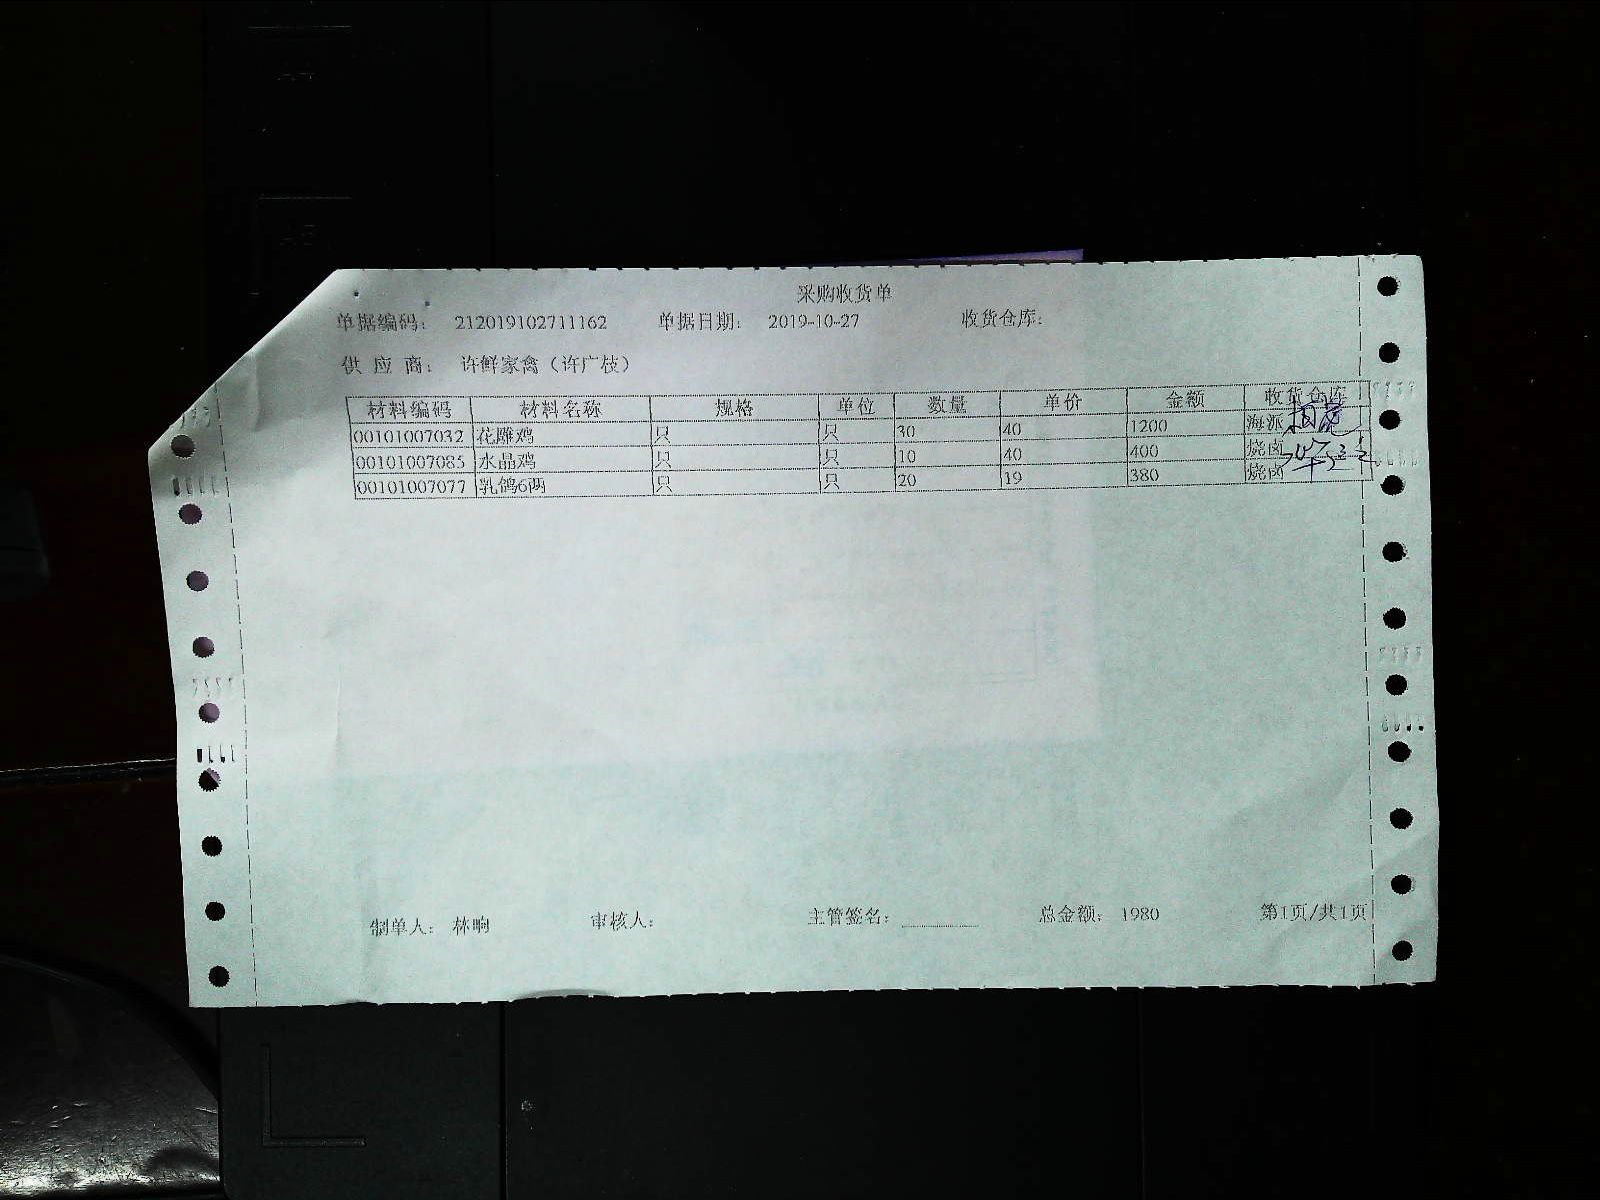 采购收货单
单据编码： 212019102711162 单据日期： 2019-10-27 收货仓库：
供 应 商： 许鲜家禽（许广枝）
材料编码 材料名称 规格 单位 数量 单价 金额 收货仓库
00101007032 花雕鸡 只 只 30 40 1200 海派
00101007085 水晶鸡 只 只 10 40 400 烧卤
00101007077 乳鸽6两 只 只 20 19 380 烧卤
制单人： 林晌 审核人： 主管签名： 总金额： 1980 第1页/共1页